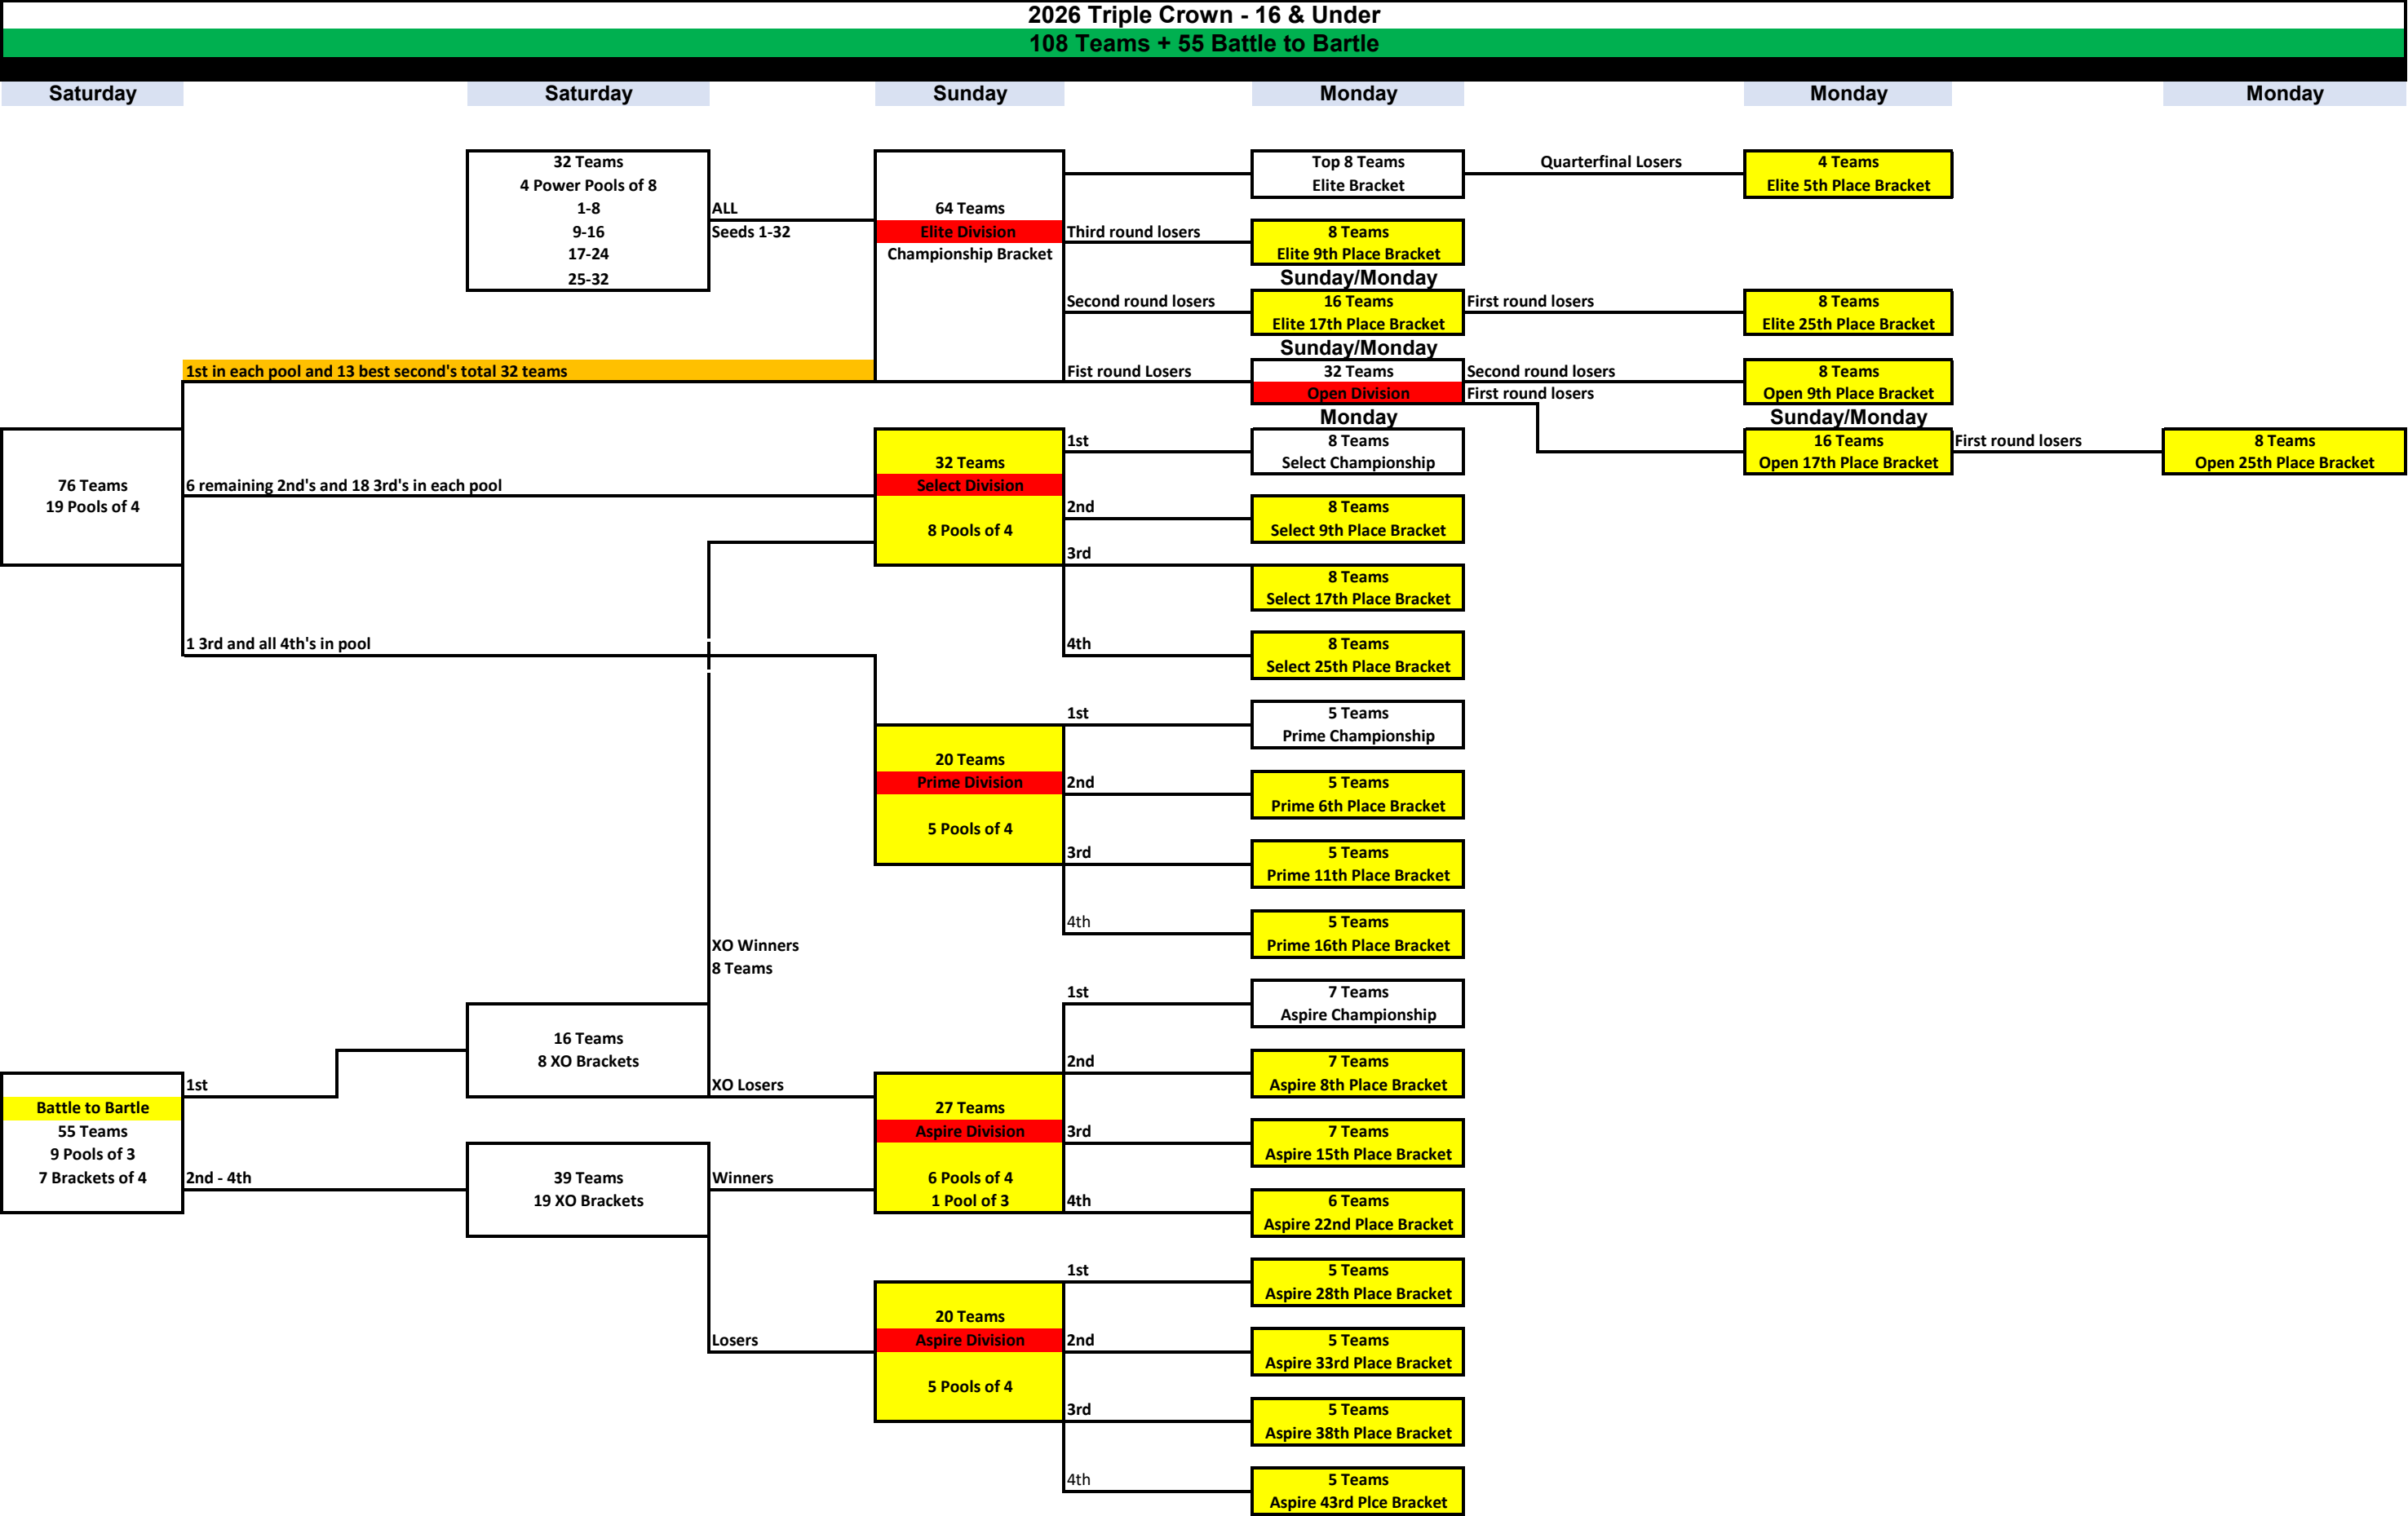 2026 Triple Crown - 16 & Under
108 Teams + 55 Battle to Bartle
Saturday
Saturday
Sunday
Monday
Monday
Monday
32 Teams
4 Power Pools of 8
1-8
9-16
17-24
25-32
ALL
Seeds 1-32
64 Teams
Elite Division
Championship Bracket
Top 8 Teams
Elite Bracket
Quarterfinal Losers
4 Teams
Elite 5th Place Bracket
Third round losers
8 Teams
Elite 9th Place Bracket
Sunday/Monday
Second round losers
16 Teams
Elite 17th Place Bracket
First round losers
8 Teams
Elite 25th Place Bracket
Sunday/Monday
1st in each pool and 13 best second's total 32 teams
Fist round Losers
32 Teams
Open Division
Second round losers
First round losers
8 Teams
Open 9th Place Bracket
Monday
Sunday/Monday
16 Teams
Open 17th Place Bracket
First round losers
8 Teams
Open 25th Place Bracket
76 Teams
19 Pools of 4
6 remaining 2nd's and 18 3rd's in each pool
32 Teams
Select Division
8 Pools of 4
1st
8 Teams
Select Championship
2nd
8 Teams
Select 9th Place Bracket
3rd
8 Teams
Select 17th Place Bracket
1 3rd and all 4th's in pool
4th
8 Teams
Select 25th Place Bracket
20 Teams
Prime Division
5 Pools of 4
1st
5 Teams
Prime Championship
2nd
5 Teams
Prime 6th Place Bracket
3rd
5 Teams
Prime 11th Place Bracket
4th
5 Teams
Prime 16th Place Bracket
XO Winners
8 Teams
16 Teams
8 XO Brackets
XO Losers
Battle to Bartle
55 Teams
9 Pools of 3
7 Brackets of 4
1st
2nd - 4th
39 Teams
19 XO Brackets
Winners
Losers
27 Teams
Aspire Division
6 Pools of 4
1 Pool of 3
1st
7 Teams
Aspire Championship
2nd
7 Teams
Aspire 8th Place Bracket
3rd
7 Teams
Aspire 15th Place Bracket
4th
6 Teams
Aspire 22nd Place Bracket
20 Teams
Aspire Division
5 Pools of 4
1st
5 Teams
Aspire 28th Place Bracket
2nd
5 Teams
Aspire 33rd Place Bracket
3rd
5 Teams
Aspire 38th Place Bracket
4th
5 Teams
Aspire 43rd Plce Bracket